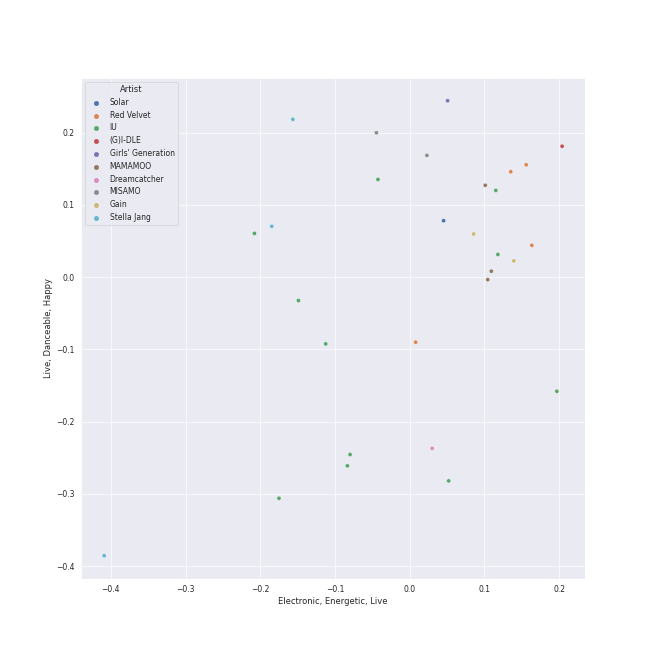 Artist
Solar
Red Velvet
IU
(G)I-DLE
Girls' Generation
MAMAMOO
Dreamcatcher
MISAMO
Gain
Stella Jang
0.2
0.1
0.0
−0.1
−0.2
−0.3
−0.4
Live, Danceable, Happy
−0.4 −0.3 −0.2 −0.1 0.0 0.1 0.2
Electronic, Energetic, Live